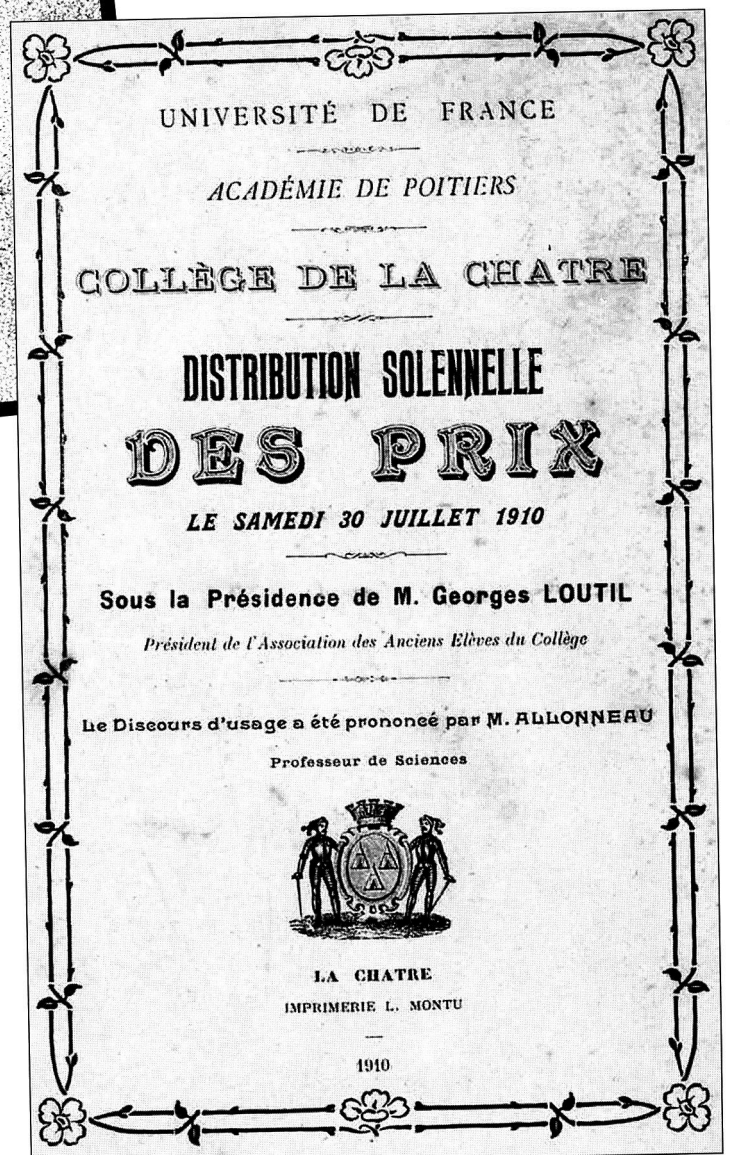 UNIVERSITÉ DE FRANCE
ACADÉMIE DE POITIERS
COLLÈGE DE LA CHATRE
DISTRIBUTION SOLENNELLE
DES PRIX
LE SAMEDI 30 JUILLET 1910
Sous la Présidence de M. Georges LOUTIL
Président de l'Association des Anciens Elèves du Collège
Le Discours d'usage a été prononcé par M. ALLONNEAU
Professeur de Sciences
LA CHATRE
IMPRIMERIE L. MONTU
1910